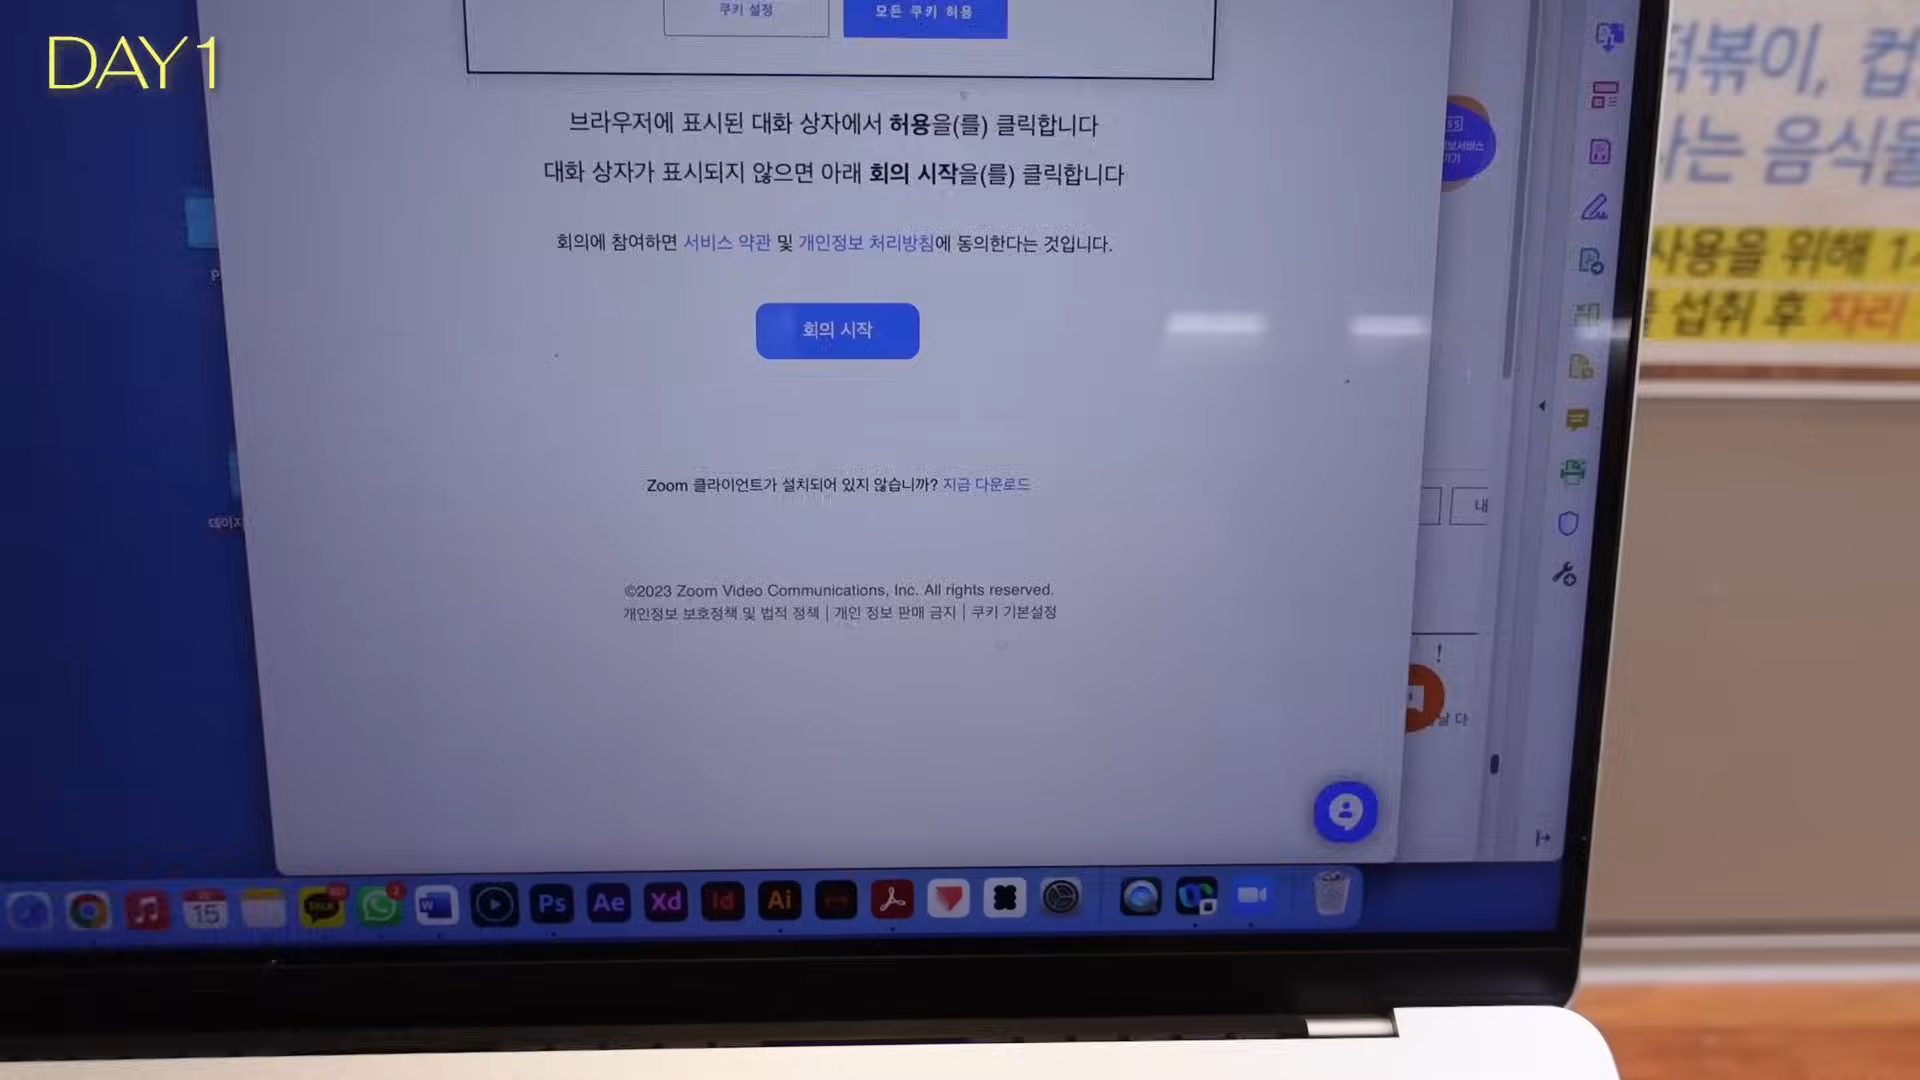 DAY 1
쿠키 설정
모든 쿠키 허용
브라우저에 표시된 대화 상자에서 허용을(를) 클릭합니다
대화 상자가 표시되지 않으면 아래 회의 시작을(를) 클릭합니다
회의에 참여하면 서비스 약관 및 개인정보 처리방침에 동의한다는 것입니다.
회의 시작
Zoom 클라이언트가 설치되어 있지 않습니까? 지금 다운로드
©2023 Zoom Video Communications, Inc. All rights reserved.
개인정보 보호정책 및 법적 정책 | 개인 정보 판매 금지 | 쿠키 기본설정
내
!
날 다
15
TALK
W
Ps
Ae
Xd
Id
Ai
떡볶이, 컵
나는 음식물
사용을 위해 1
섭취 후 자리